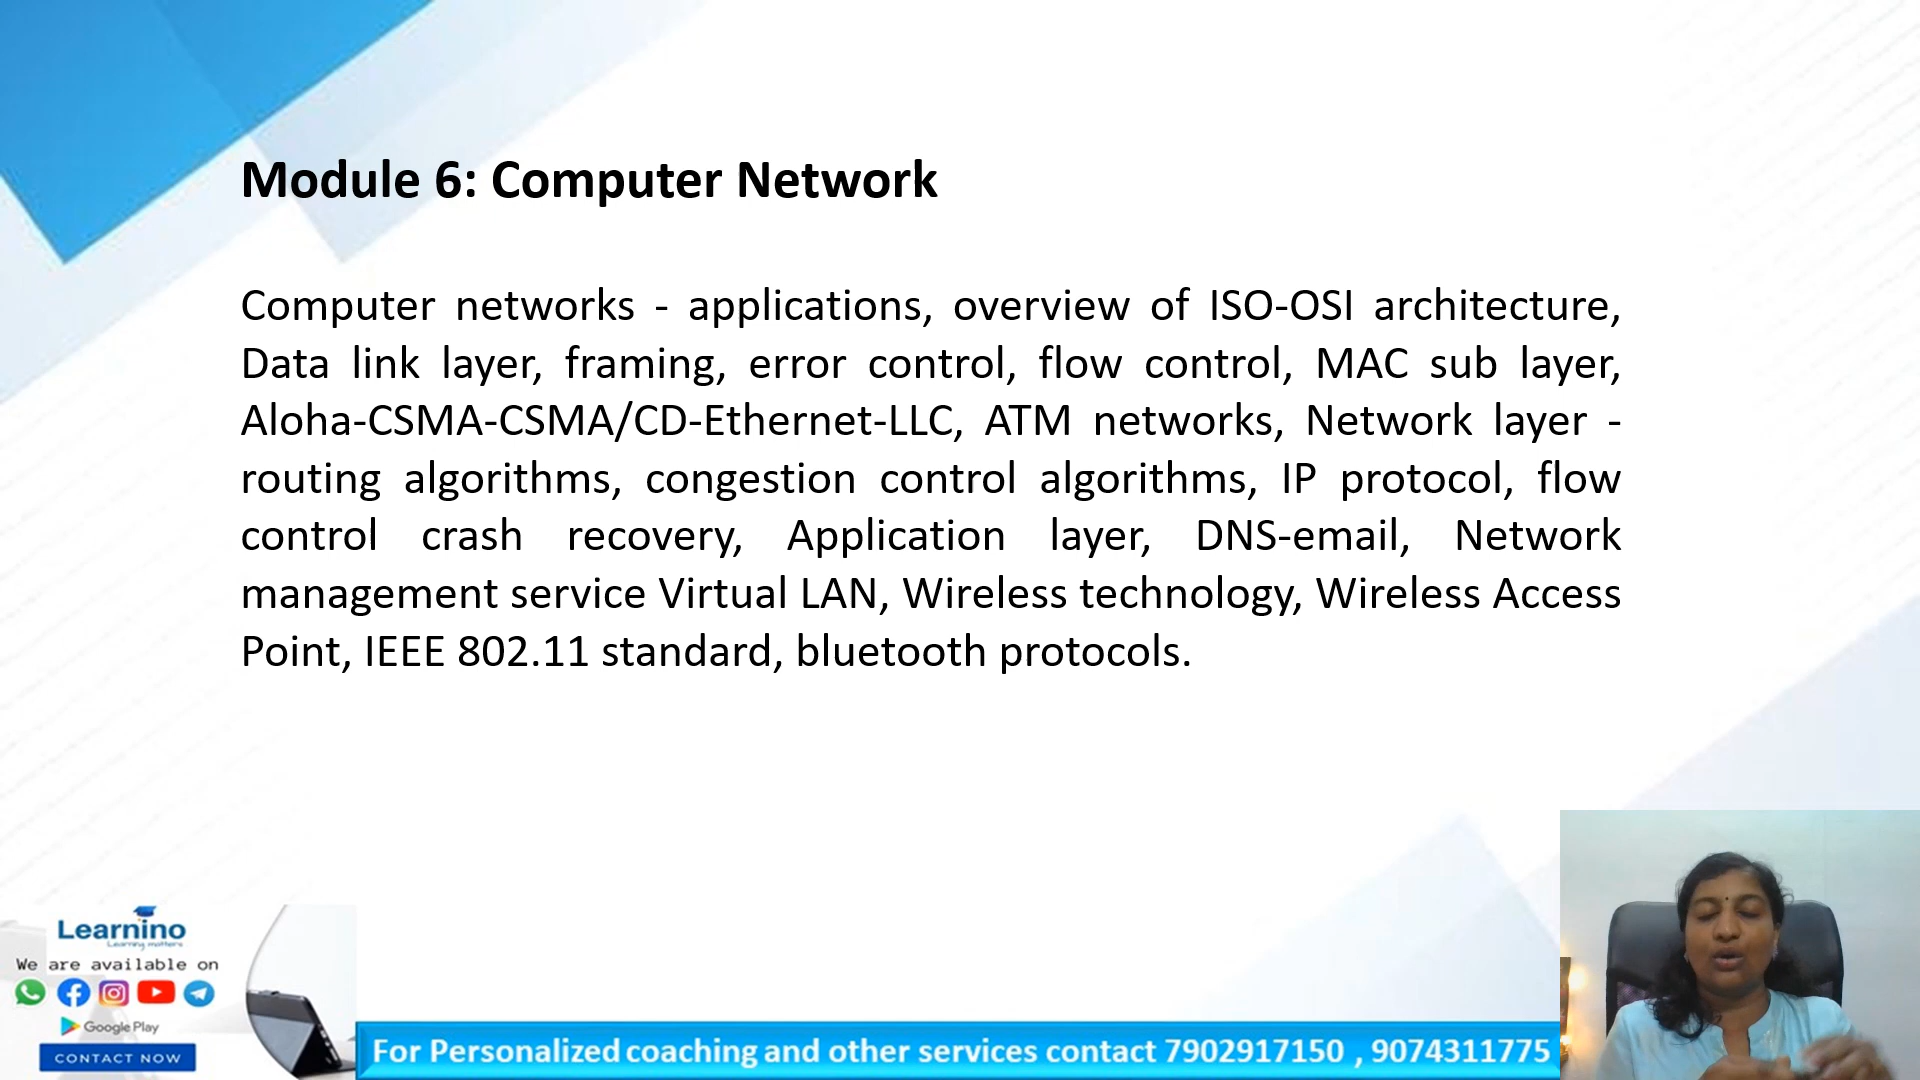 Module 6: Computer Network
Computer networks - applications, overview of ISO-OSI architecture,
Data link layer, framing, error control, flow control, MAC sub layer,
Aloha-CSMA-CSMA/CD-Ethernet-LLC, ATM networks, Network layer -
routing algorithms, congestion control algorithms, IP protocol, flow
control crash recovery, Application layer, DNS-email, Network
management service Virtual LAN, Wireless technology, Wireless Access
Point, IEEE 802.11 standard, bluetooth protocols.
Learnino
Learning matters
We are available on
Google Play
CONTACT NOW
For Personalized coaching and other services contact 7902917150 , 9074311775